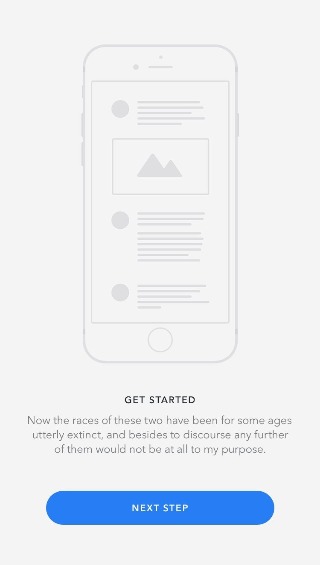 GET STARTED
Now the races of these two have been for some ages
utterly extinct, and besides to discourse any further
of them would not be at all to my purpose.
NEXT STEP